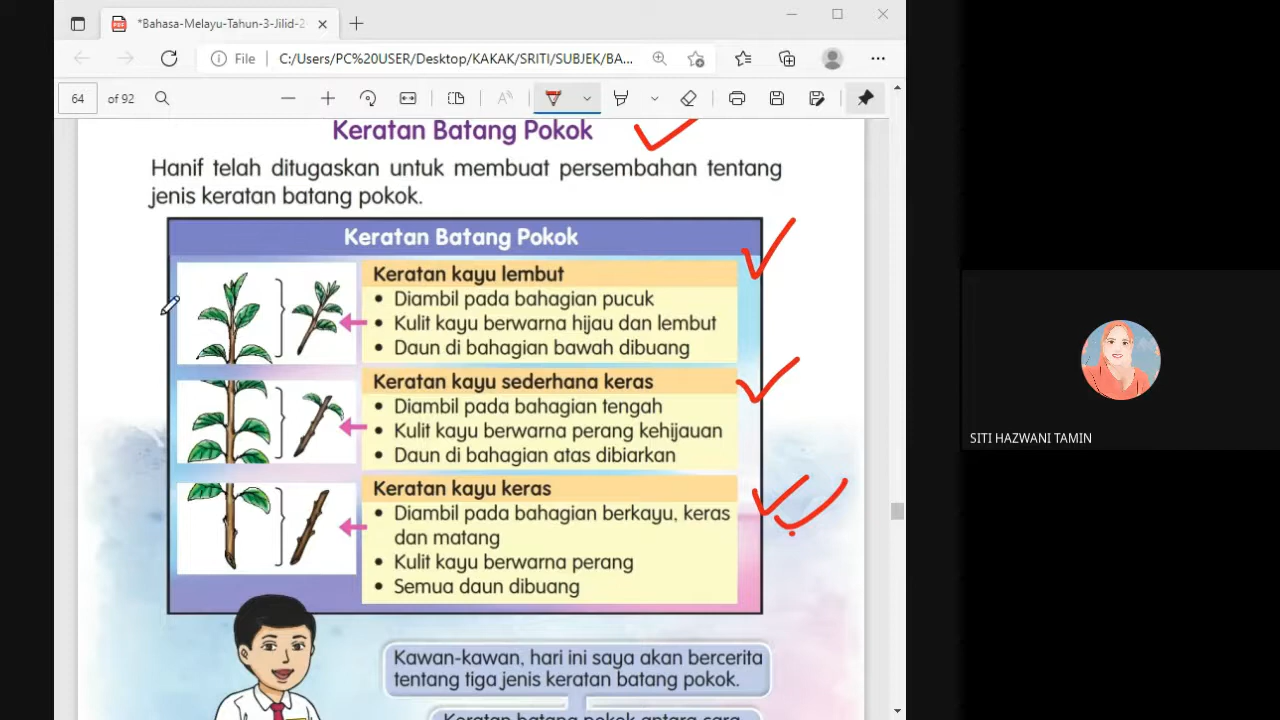 *Bahasa-Melayu-Tahun-3-Jilid-2
File
C:/Users/PC%20USER/Desktop/KAKAK/SRITI/SUBJEK/BA...
64 of 92
Keratan Batang Pokok
Hanif telah ditugaskan untuk membuat persembahan tentang
jenis keratan batang pokok.
Keratan Batang Pokok
Keratan kayu lembut
• Diambil pada bahagian pucuk
• Kulit kayu berwarna hijau dan lembut
• Daun di bahagian bawah dibuang
Keratan kayu sederhana keras
• Diambil pada bahagian tengah
• Kulit kayu berwarna perang kehijauan
• Daun di bahagian atas dibiarkan
Keratan kayu keras
• Diambil pada bahagian berkayu, keras
dan matang
• Kulit kayu berwarna perang
• Semua daun dibuang
Kawan-kawan, hari ini saya akan bercerita
tentang tiga jenis keratan batang pokok.
Keratan batang pokok antara cara
SITI HAZWANI TAMIN